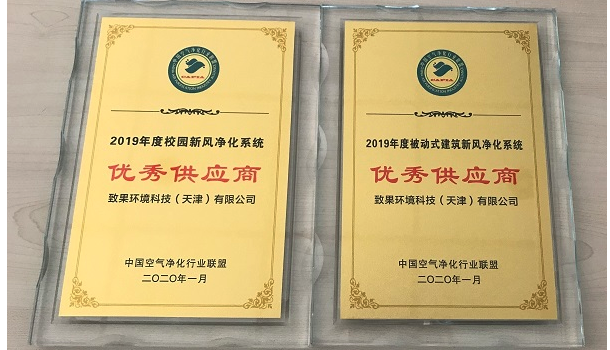 2019年度校园新风净化系统
优秀供应商
致果环境科技（天津）有限公司
中国空气净化行业联盟
二〇二〇年一月
2019年度被动式建筑新风净化系统
优秀供应商
致果环境科技（天津）有限公司
中国空气净化行业联盟
二〇二〇年一月